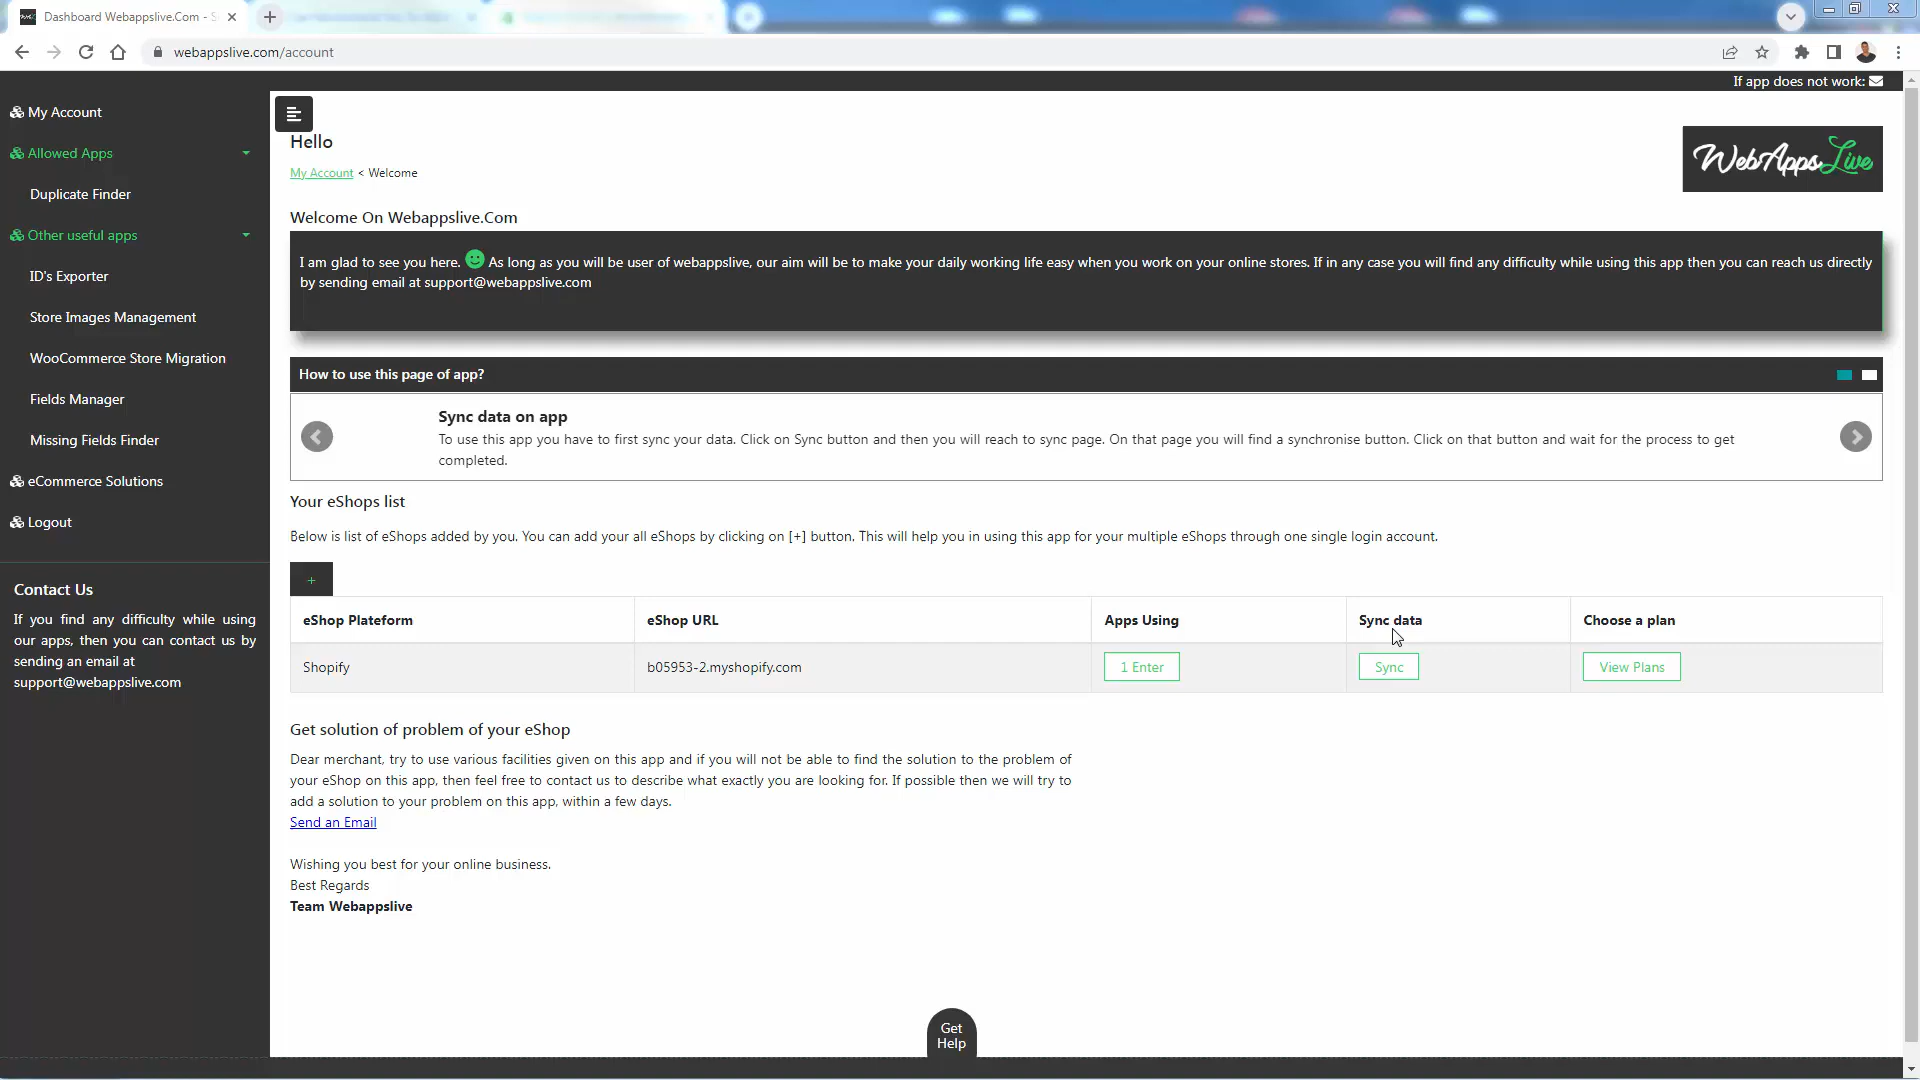 Dashboard Webappslive.Com - S
webappslive.com/account
If app does not work:
My Account
Allowed Apps
Duplicate Finder
Other useful apps
ID's Exporter
Store Images Management
WooCommerce Store Migration
Fields Manager
Missing Fields Finder
eCommerce Solutions
Logout
Contact Us
If you find any difficulty while using
our apps, then you can contact us by
sending an email at
support@webappslive.com
Hello
My Account < Welcome
WebAppsLive
Welcome On Webappslive.Com
I am glad to see you here. As long as you will be user of webappslive, our aim will be to make your daily working life easy when you work on your online stores. If in any case you will find any difficulty while using this app then you can reach us directly
by sending email at support@webappslive.com
How to use this page of app?
Sync data on app
To use this app you have to first sync your data. Click on Sync button and then you will reach to sync page. On that page you will find a synchronise button. Click on that button and wait for the process to get
completed.
Your eShops list
Below is list of eShops added by you. You can add your all eShops by clicking on [+] button. This will help you in using this app for your multiple eShops through one single login account.
+
eShop Plateform eShop URL Apps Using Sync data Choose a plan
Shopify b05953-2.myshopify.com 1 Enter Sync View Plans
Get solution of problem of your eShop
Dear merchant, try to use various facilities given on this app and if you will not be able to find the solution to the problem of
your eShop on this app, then feel free to contact us to describe what exactly you are looking for. If possible then we will try to
add a solution to your problem on this app, within a few days.
Send an Email
Wishing you best for your online business.
Best Regards
Team Webappslive
Get
Help